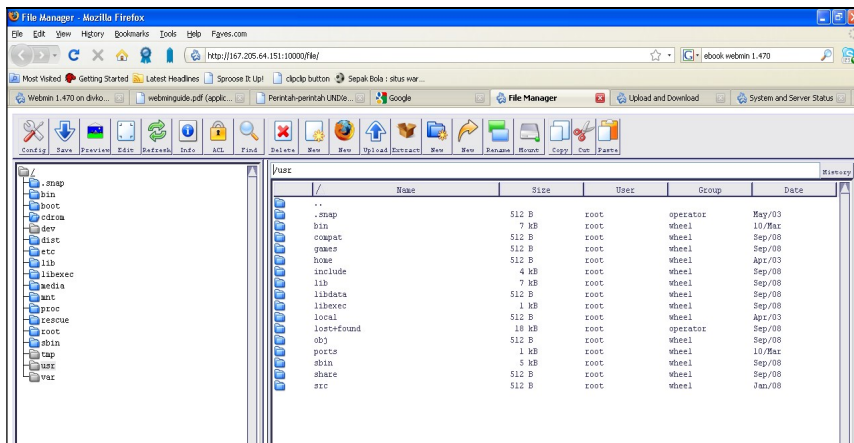 File Manager - Mozilla Firefox
File Edit View History Bookmarks Tools Help Faves.com
http://167.205.64.151:10000/file/ ebook webmin 1.470
Most Visited Getting Started Latest Headlines Sproose It Up! clipclip button Sepak Bola : situs war...
Webmin 1.470 on divko... webminguide.pdf (applic... Perintah-perintah UNIXe... Google File Manager Upload and Download System and Server Status
Config Save Preview Edit Refresh Info ACL Find Delete New New Upload Extract New New Rename Mount Copy Cut Paste
/
.snap
bin
boot
cdrom
dev
dist
etc
lib
libexec
media
mnt
proc
rescue
root
sbin
tmp
usr
var
/usr History
/ Name Size User Group Date
..
.snap 512 B root operator May/03
bin 7 kB root wheel 10/Mar
compat 512 B root wheel Sep/08
games 512 B root wheel Sep/08
home 512 B root wheel Apr/03
include 4 kB root wheel Sep/08
lib 7 kB root wheel Sep/08
libdata 512 B root wheel Sep/08
libexec 1 kB root wheel Sep/08
local 512 B root wheel Apr/03
lost+found 18 kB root operator Sep/08
obj 512 B root wheel Sep/08
ports 1 kB root wheel 10/Mar
sbin 5 kB root wheel Sep/08
share 512 B root wheel Sep/08
src 512 B root wheel Jan/08